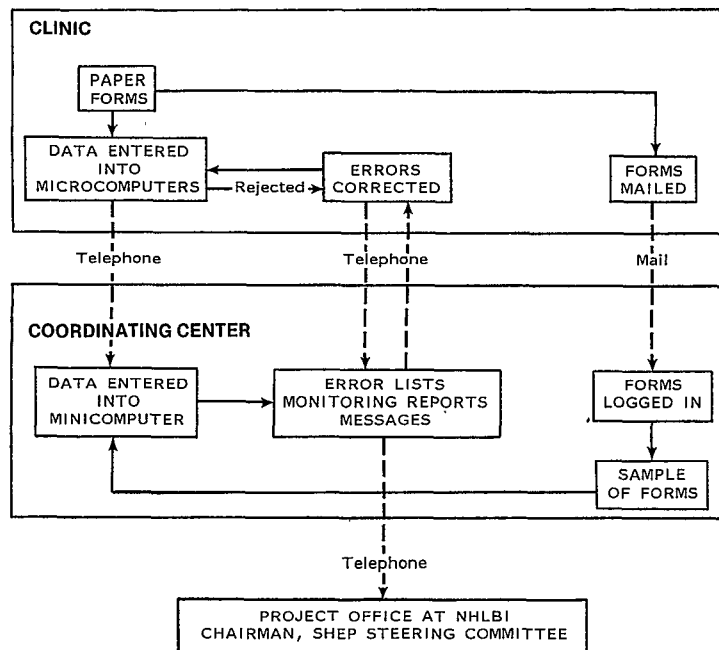 CLINIC
PAPER
FORMS
DATA ENTERED
INTO
MICROCOMPUTERS
Rejected
ERRORS
CORRECTED
FORMS
MAILED
Telephone
Telephone
Mail
COORDINATING CENTER
DATA ENTERED
INTO
MINICOMPUTER
ERROR LISTS
MONITORING REPORTS
MESSAGES
FORMS
LOGGED IN
SAMPLE
OF FORMS
Telephone
PROJECT OFFICE AT NHLBI
CHAIRMAN, SHEP STEERING COMMITTEE